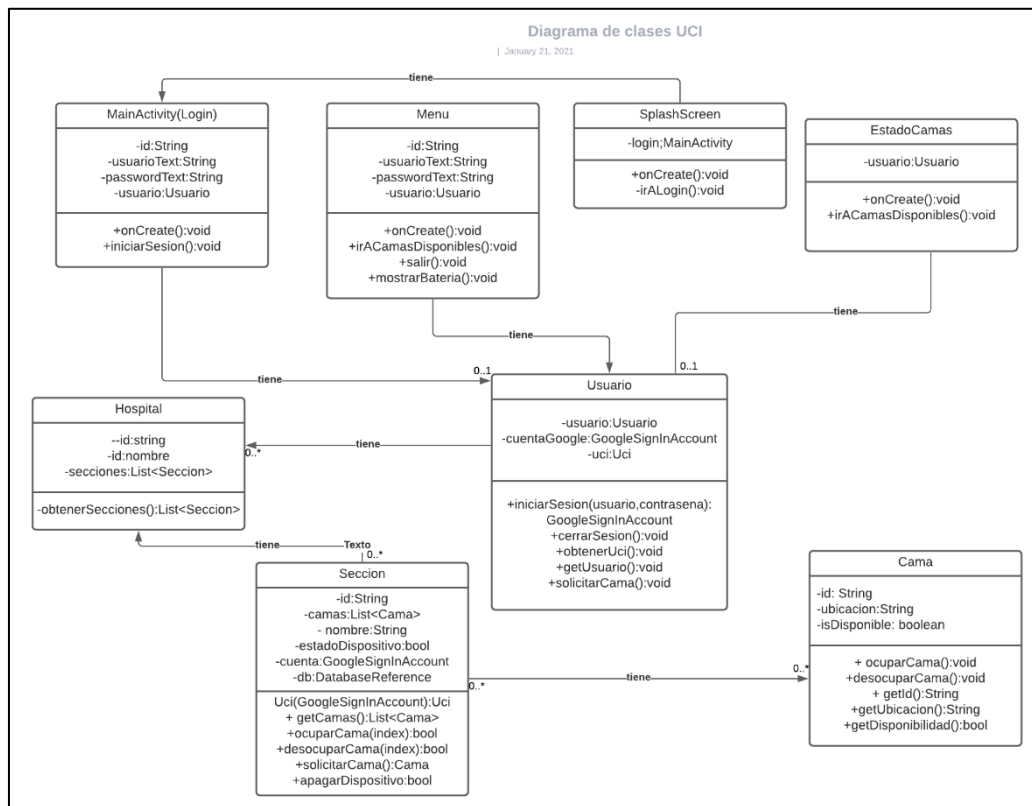 Diagrama de clases UCI
| January 21, 2021
tiene
MainActivity(Login)
-id:String
-usuarioText:String
-passwordText:String
-usuario:Usuario
+onCreate():void
+iniciarSesion():void
Menu
-id:String
-usuarioText:String
-passwordText:String
-usuario:Usuario
+onCreate():void
+irACamasDisponibles():void
+salir():void
+mostrarBateria():void
SplashScreen
-login;MainActivity
+onCreate():void
-irALogin():void
EstadoCamas
-usuario:Usuario
+onCreate():void
+irACamasDisponibles():void
tiene
tiene
tiene
0..1
0..1
Usuario
-usuario:Usuario
-cuentaGoogle:GoogleSignInAccount
-uci:Uci
+iniciarSesion(usuario,contrasena):
GoogleSignInAccount
+cerrarSesion():void
+obtenerUci():void
+getUsuario():void
+solicitarCama():void
Hospital
--id:string
-id:nombre
-secciones:List<Seccion>
-obtenerSecciones():List<Seccion>
tiene
0..*
tiene
Texto
0..*
Seccion
-id:String
-camas:List<Cama>
- nombre:String
-estadoDispositivo:bool
-cuenta:GoogleSignInAccount
-db:DatabaseReference
Uci(GoogleSignInAccount):Uci
+ getCamas():List<Cama>
+ocuparCama(index):bool
+desocuparCama(index):bool
+solicitarCama():Cama
+apagarDispositivo:bool
0..*
tiene
0..*
Cama
-id: String
-ubicacion:String
-isDisponible: boolean
+ ocuparCama():void
+desocuparCama():void
+ getId():String
+getUbicacion():String
+getDisponibilidad():bool